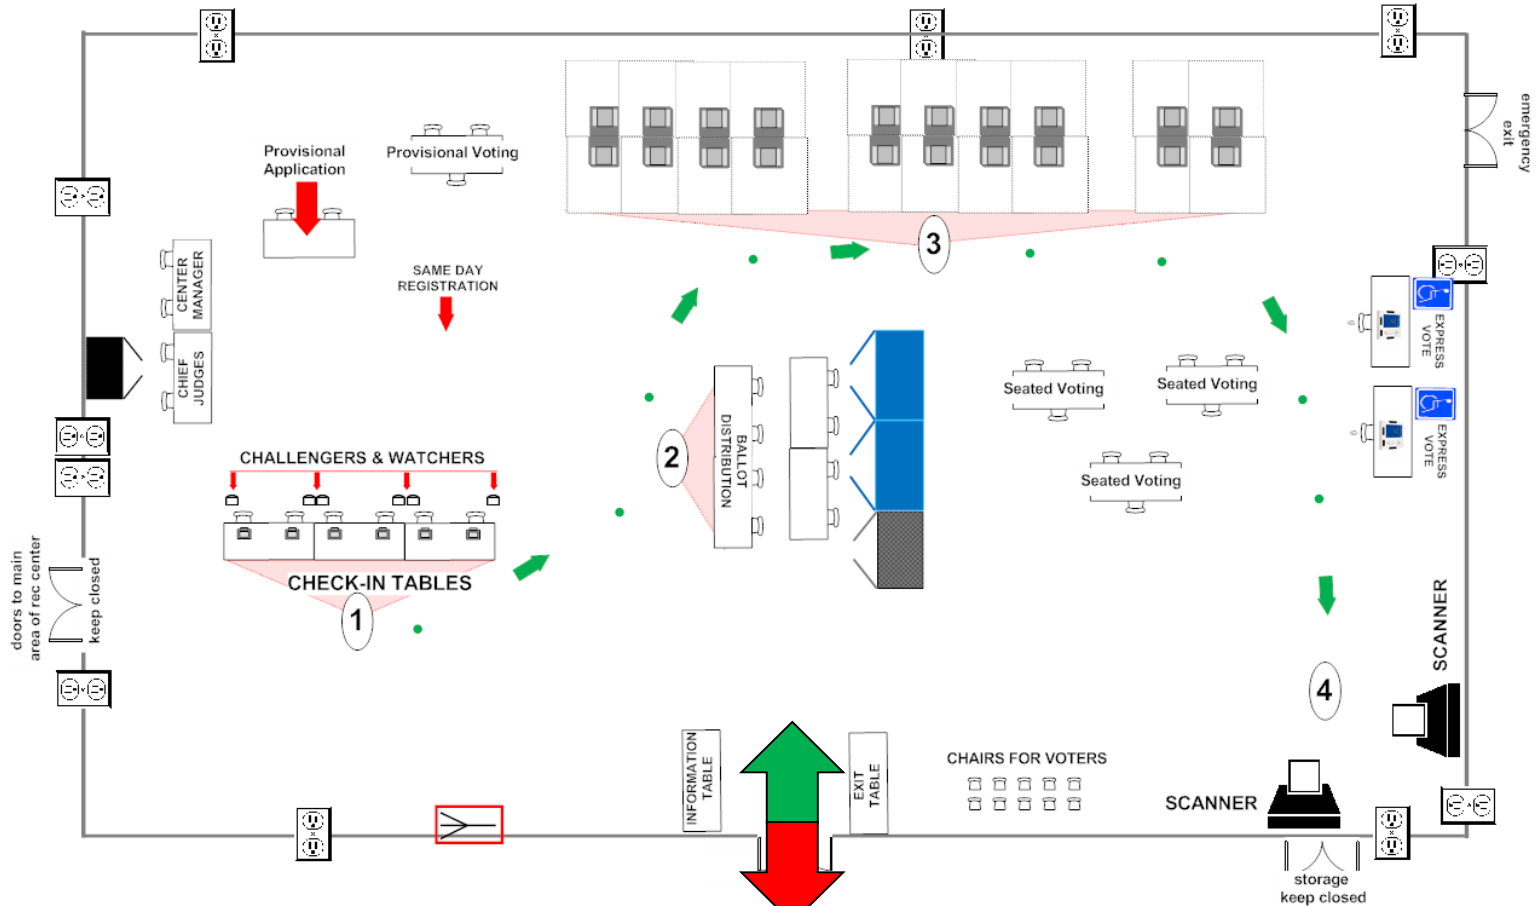 Provisional
Application
Provisional Voting
3
emergency
exit
CENTER
MANAGER
SAME DAY
REGISTRATION
CHIEF
JUDGES
EXPRESS
VOTE
EXPRESS
VOTE
Seated Voting
Seated Voting
Seated Voting
2
BALLOT
DISTRIBUTION
CHALLENGERS & WATCHERS
CHECK-IN TABLES
1
doors to main
area of rec center
keep closed
SCANNER
4
INFORMATION
TABLE
EXIT
TABLE
CHAIRS FOR VOTERS
SCANNER
storage
keep closed